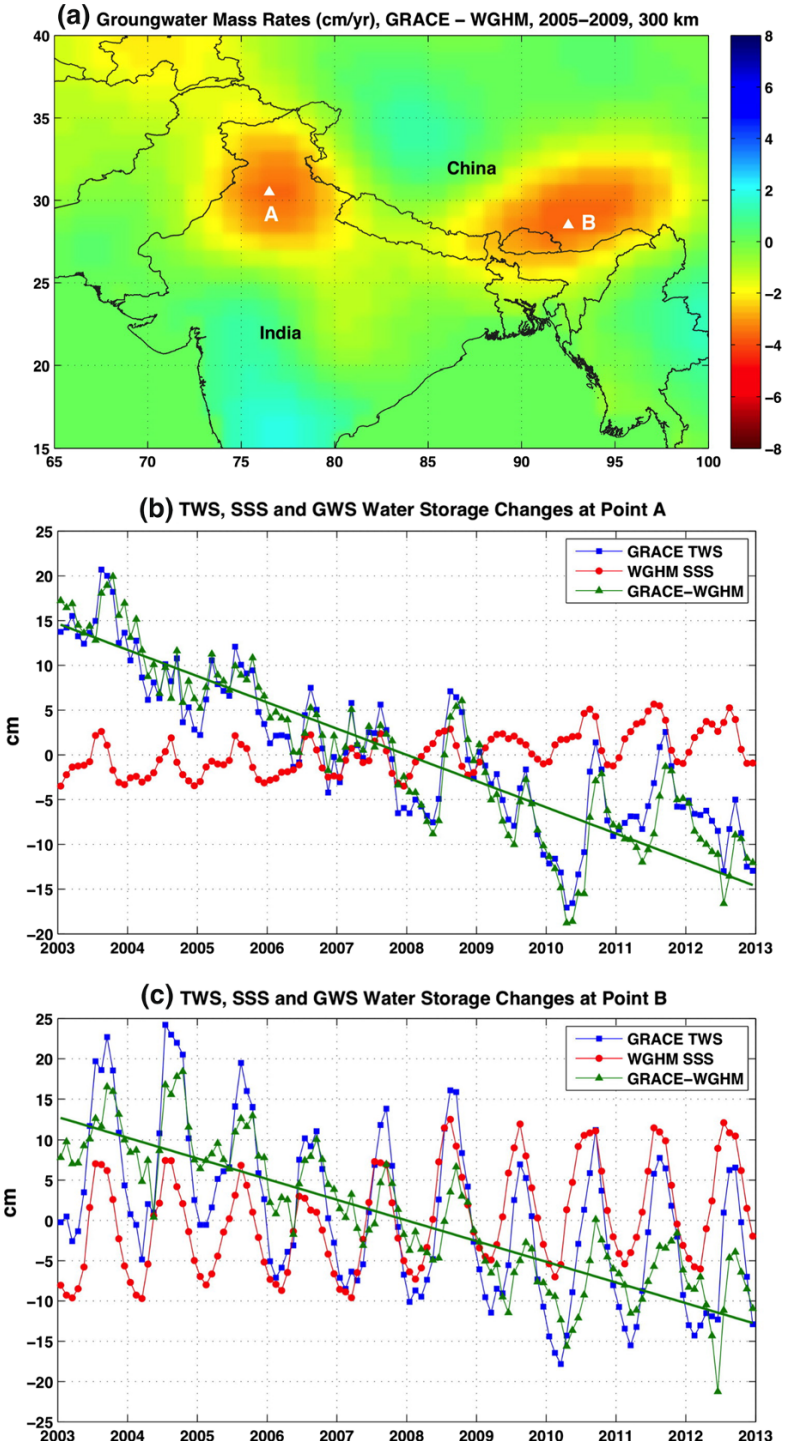 (a) Groungwater Mass Rates (cm/yr), GRACE − WGHM, 2005−2009, 300 km
40
35
30
25
20
15
65 70 75 80 85 90 95 100
China
A
B
India
8
6
4
2
0
−2
−4
−6
−8
(b) TWS, SSS and GWS Water Storage Changes at Point A
cm
25
20
15
10
5
0
−5
−10
−15
−20
GRACE TWS
WGHM SSS
GRACE−WGHM
2003 2004 2005 2006 2007 2008 2009 2010 2011 2012 2013
(c) TWS, SSS and GWS Water Storage Changes at Point B
cm
25
20
15
10
5
0
−5
−10
−15
−20
−25
GRACE TWS
WGHM SSS
GRACE−WGHM
2003 2004 2005 2006 2007 2008 2009 2010 2011 2012 2013